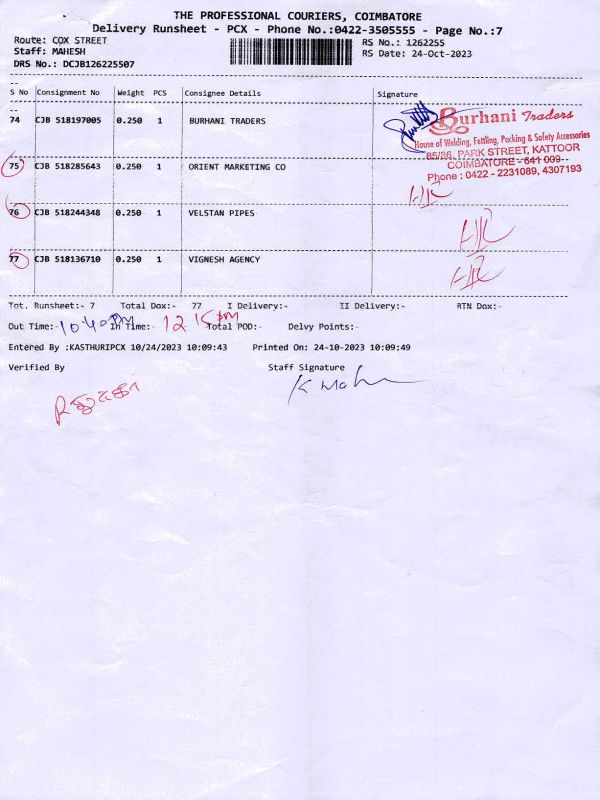 THE PROFESSIONAL COURIERS, COIMBATORE
Delivery Runsheet - PCX - Phone No.:0422-3505555 - Page No.:7
Route: COX STREET
RS No.: 1262255
Staff: MAHESH
RS Date: 24-Oct-2023
DRS No.: DCJB126225507
S No Consignment No Weight PCS Consignee Details Signature
74 CJB 518197005 0.250 1 BURHANI TRADERS
Burhani Traders
House of Welding, Fettling, Packing & Safety Accessories
85/86, PARK STREET, KATTOOR
COIMBATORE - 641 009
Phone : 0422 - 2231089, 4307193
75 CJB 518285643 0.250 1 ORIENT MARKETING CO
76 CJB 518244348 0.250 1 VELSTAN PIPES
77 CJB 518136710 0.250 1 VIGNESH AGENCY
Tot. Runsheet:- 7 Total Dox:- 77 I Delivery:- II Delivery:- RTN Dox:-
Out Time:- 10:40 In Time:- 12.15 PM Total POD:- Delvy Points:-
Entered By :KASTHURIPCX 10/24/2023 10:09:43 Printed On: 24-10-2023 10:09:49
Verified By Staff Signature